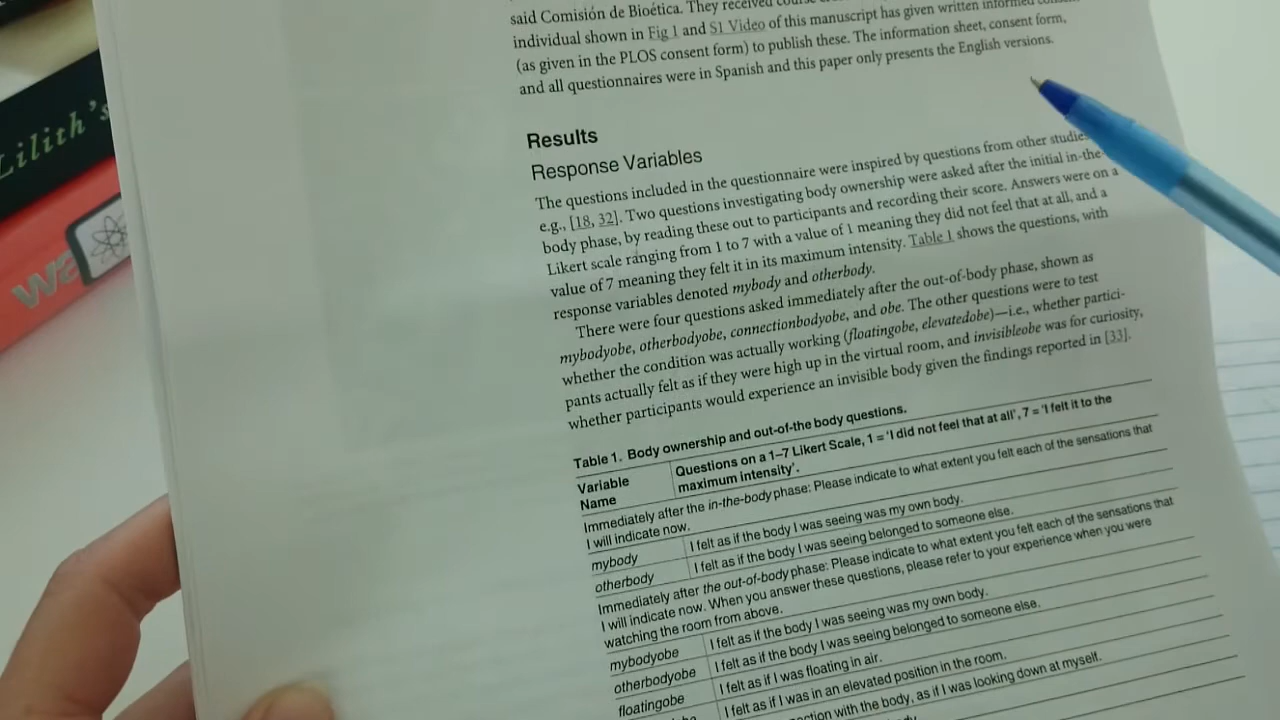 Lilith's
wa
said Comisión de Bioética. They received
individual shown in Fig 1 and S1 Video of this manuscript has given written informed
(as given in the PLOS consent form) to publish these. The information sheet, consent form,
and all questionnaires were in Spanish and this paper only presents the English versions.
Results
Response Variables
The questions included in the questionnaire were inspired by questions from other studies
e.g., [18, 32]. Two questions investigating body ownership were asked after the initial in-the-
body phase, by reading these out to participants and recording their score. Answers were on a
Likert scale ranging from 1 to 7 with a value of 1 meaning they did not feel that at all, and a
value of 7 meaning they felt it in its maximum intensity. Table 1 shows the questions, with
response variables denoted mybody and otherbody.
There were four questions asked immediately after the out-of-body phase, shown as
mybodyobe, otherbodyobe, connectionbodyobe, and obe. The other questions were to test
whether the condition was actually working (floatingobe, elevatedobe)—i.e., whether partici-
pants actually felt as if they were high up in the virtual room, and invisibleobe was for curiosity,
whether participants would experience an invisible body given the findings reported in [33].
Table 1. Body ownership and out-of-the body questions.
Variable Name
Questions on a 1–7 Likert Scale, 1 = 'I did not feel that at all', 7 = 'I felt it to the
maximum intensity'.
Immediately after the in-the-body phase: Please indicate to what extent you felt each of the sensations that
I will indicate now.
mybody I felt as if the body I was seeing was my own body.
otherbody I felt as if the body I was seeing belonged to someone else.
Immediately after the out-of-body phase: Please indicate to what extent you felt each of the sensations that
I will indicate now. When you answer these questions, please refer to your experience when you were
watching the room from above.
mybodyobe I felt as if the body I was seeing was my own body.
otherbodyobe I felt as if the body I was seeing belonged to someone else.
floatingobe I felt as if I was floating in air.
I felt as if I was in an elevated position in the room.
with the body, as if I was looking down at myself.